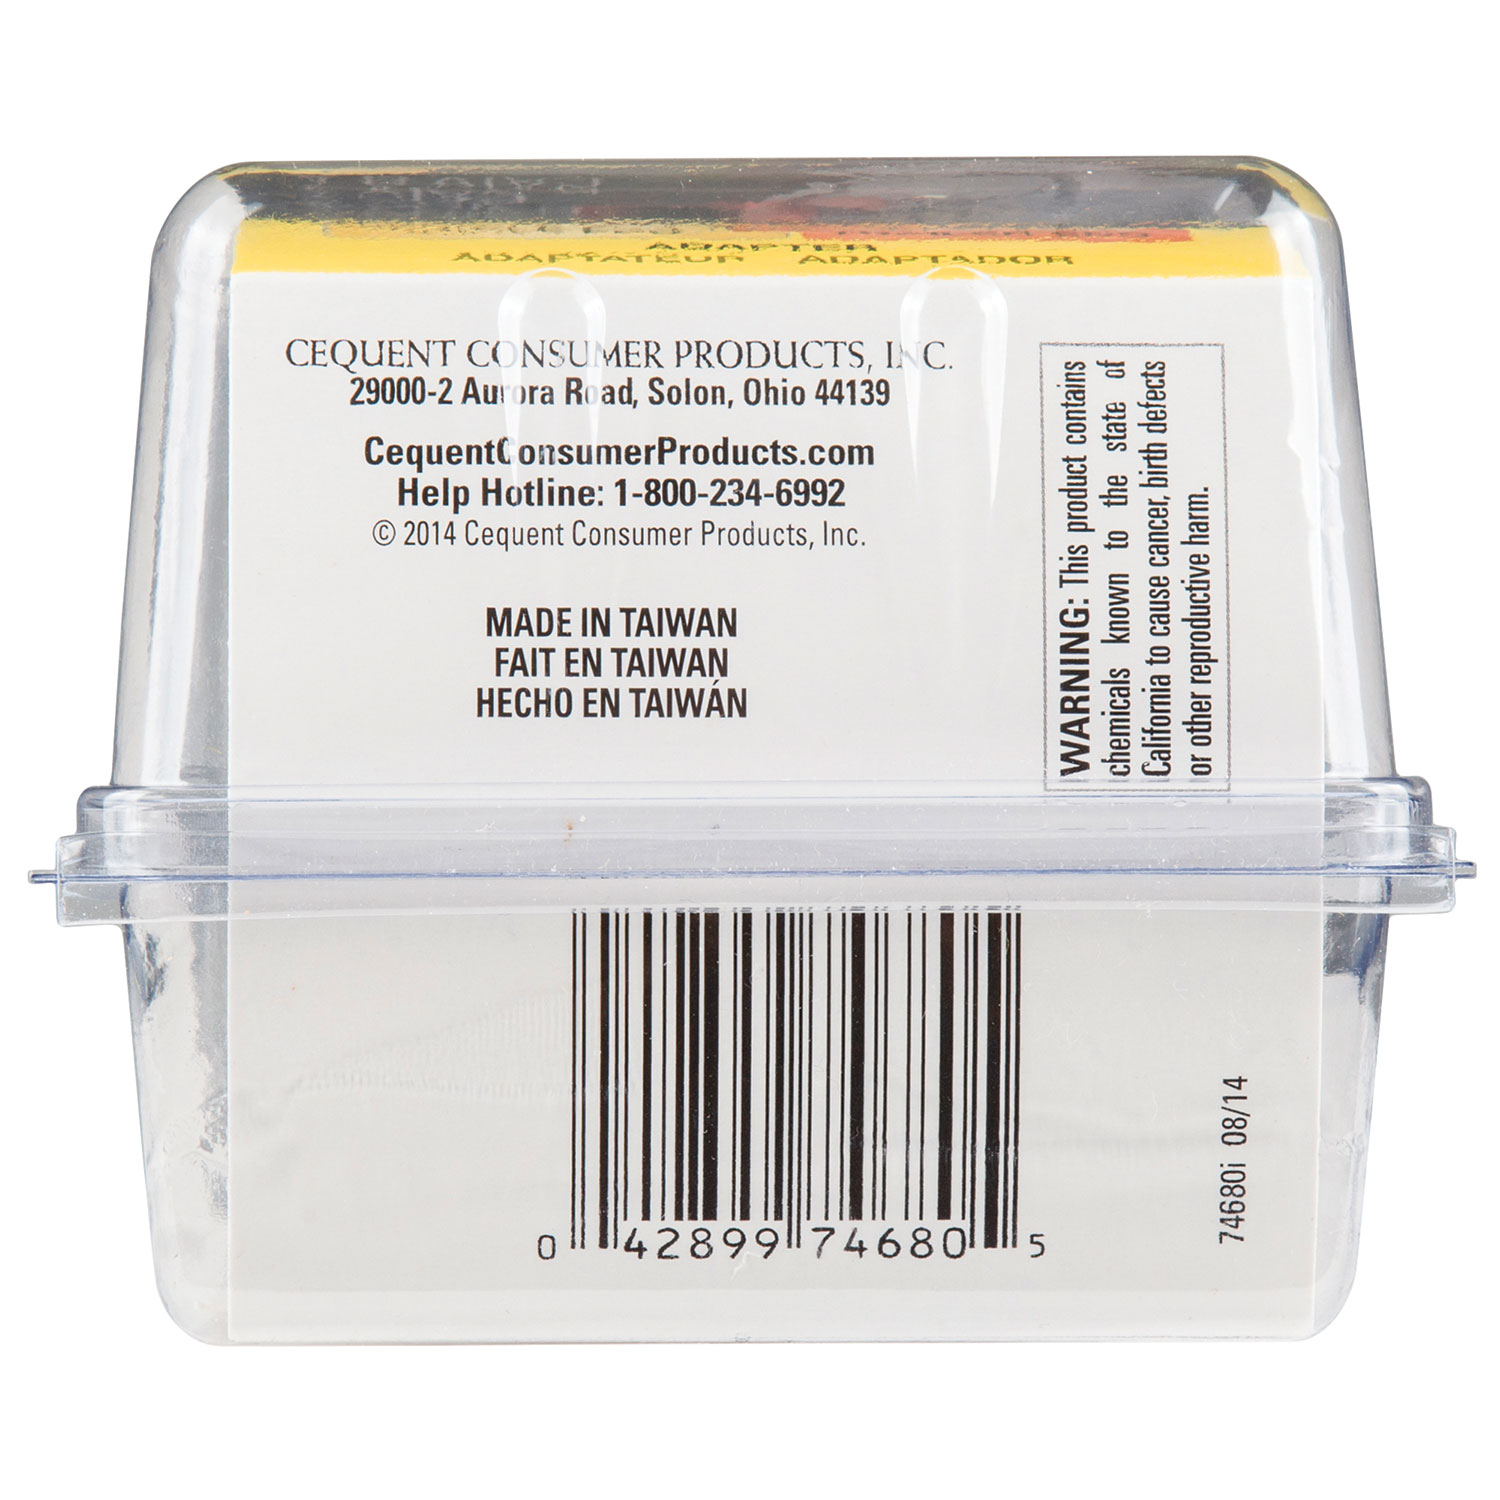 ADAPTER
ADAPTATEUR ADAPTADOR
CEQUENT CONSUMER PRODUCTS, INC.
29000-2 Aurora Road, Solon, Ohio 44139
CequentConsumerProducts.com
Help Hotline: 1-800-234-6992
© 2014 Cequent Consumer Products, Inc.
MADE IN TAIWAN
FAIT EN TAIWAN
HECHO EN TAIWÁN
WARNING: This product contains
chemicals known to the state of
California to cause cancer, birth defects
or other reproductive harm.
0 42899 74680 5
74680i 08/14